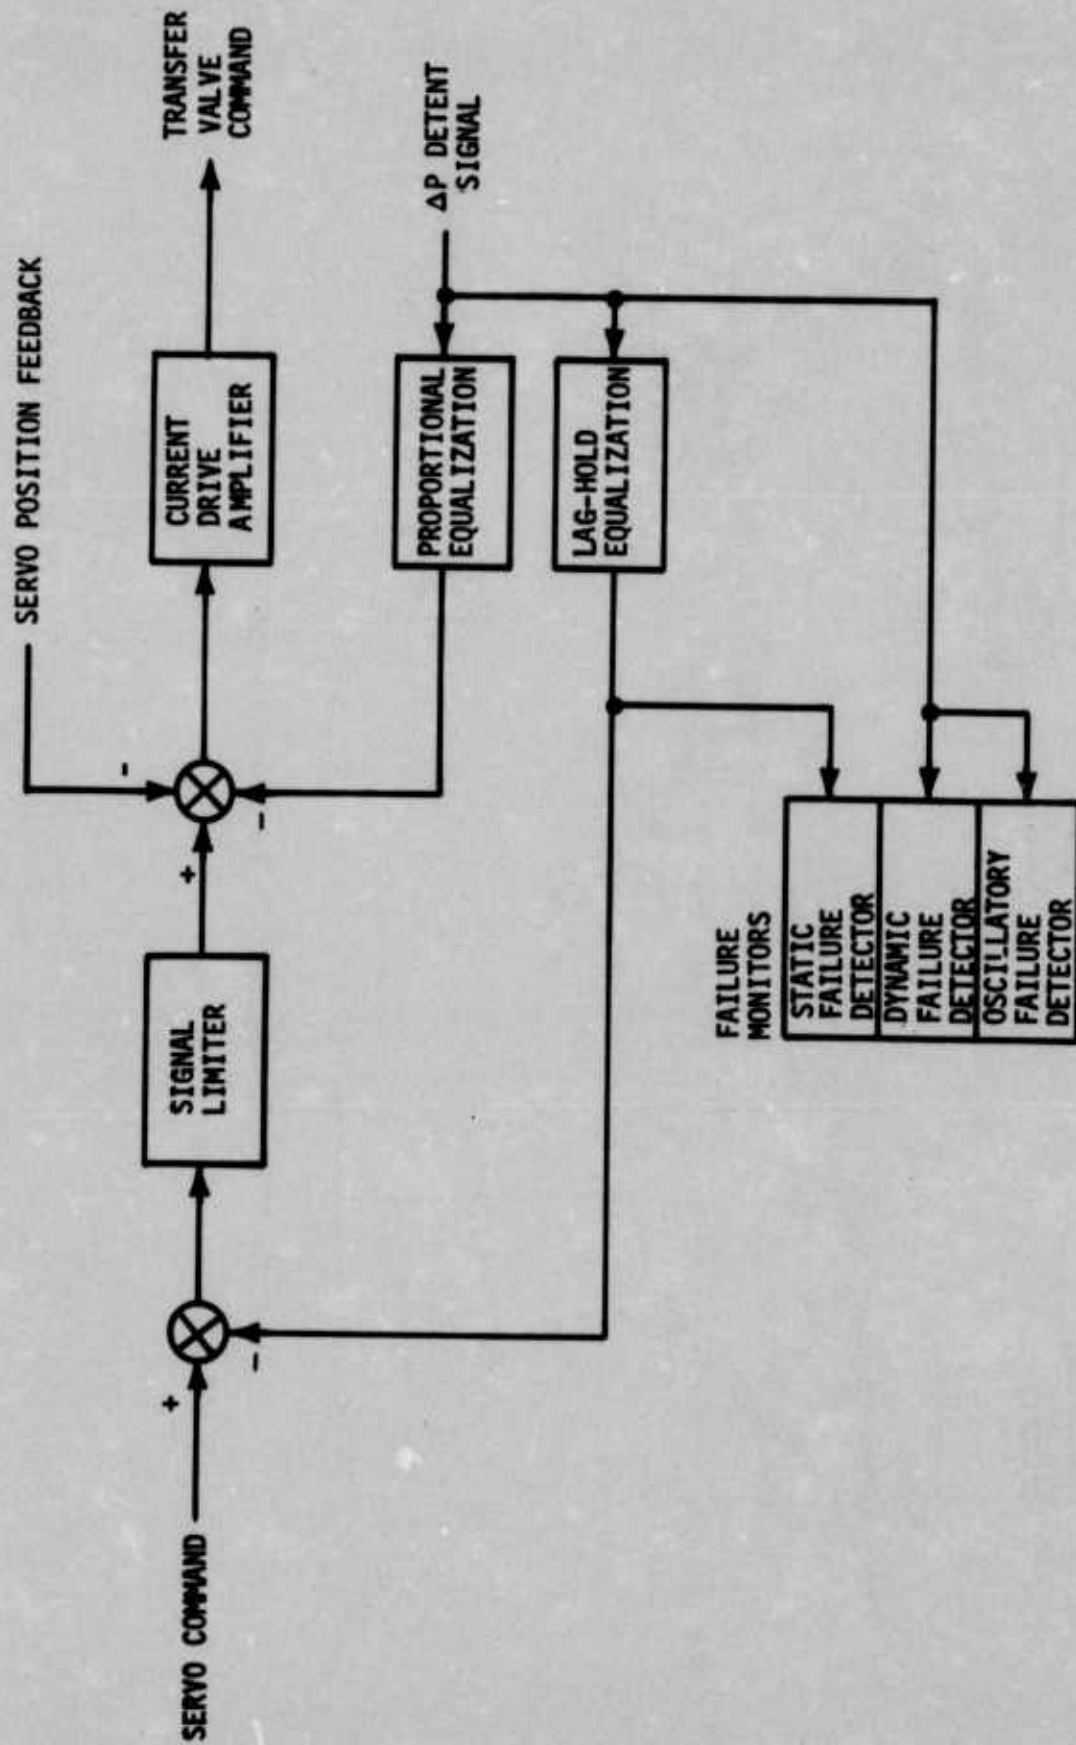 SERVO POSITION FEEDBACK
TRANSFER
VALVE
COMMAND
CURRENT
DRIVE
AMPLIFIER
-
-
+
SIGNAL
LIMITER
+
-
SERVO COMMAND
ΔP DETENT
SIGNAL
PROPORTIONAL
EQUALIZATION
LAG-HOLD
EQUALIZATION
FAILURE
MONITORS
STATIC
FAILURE
DETECTOR
DYNAMIC
FAILURE
DETECTOR
OSCILLATORY
FAILURE
DETECTOR